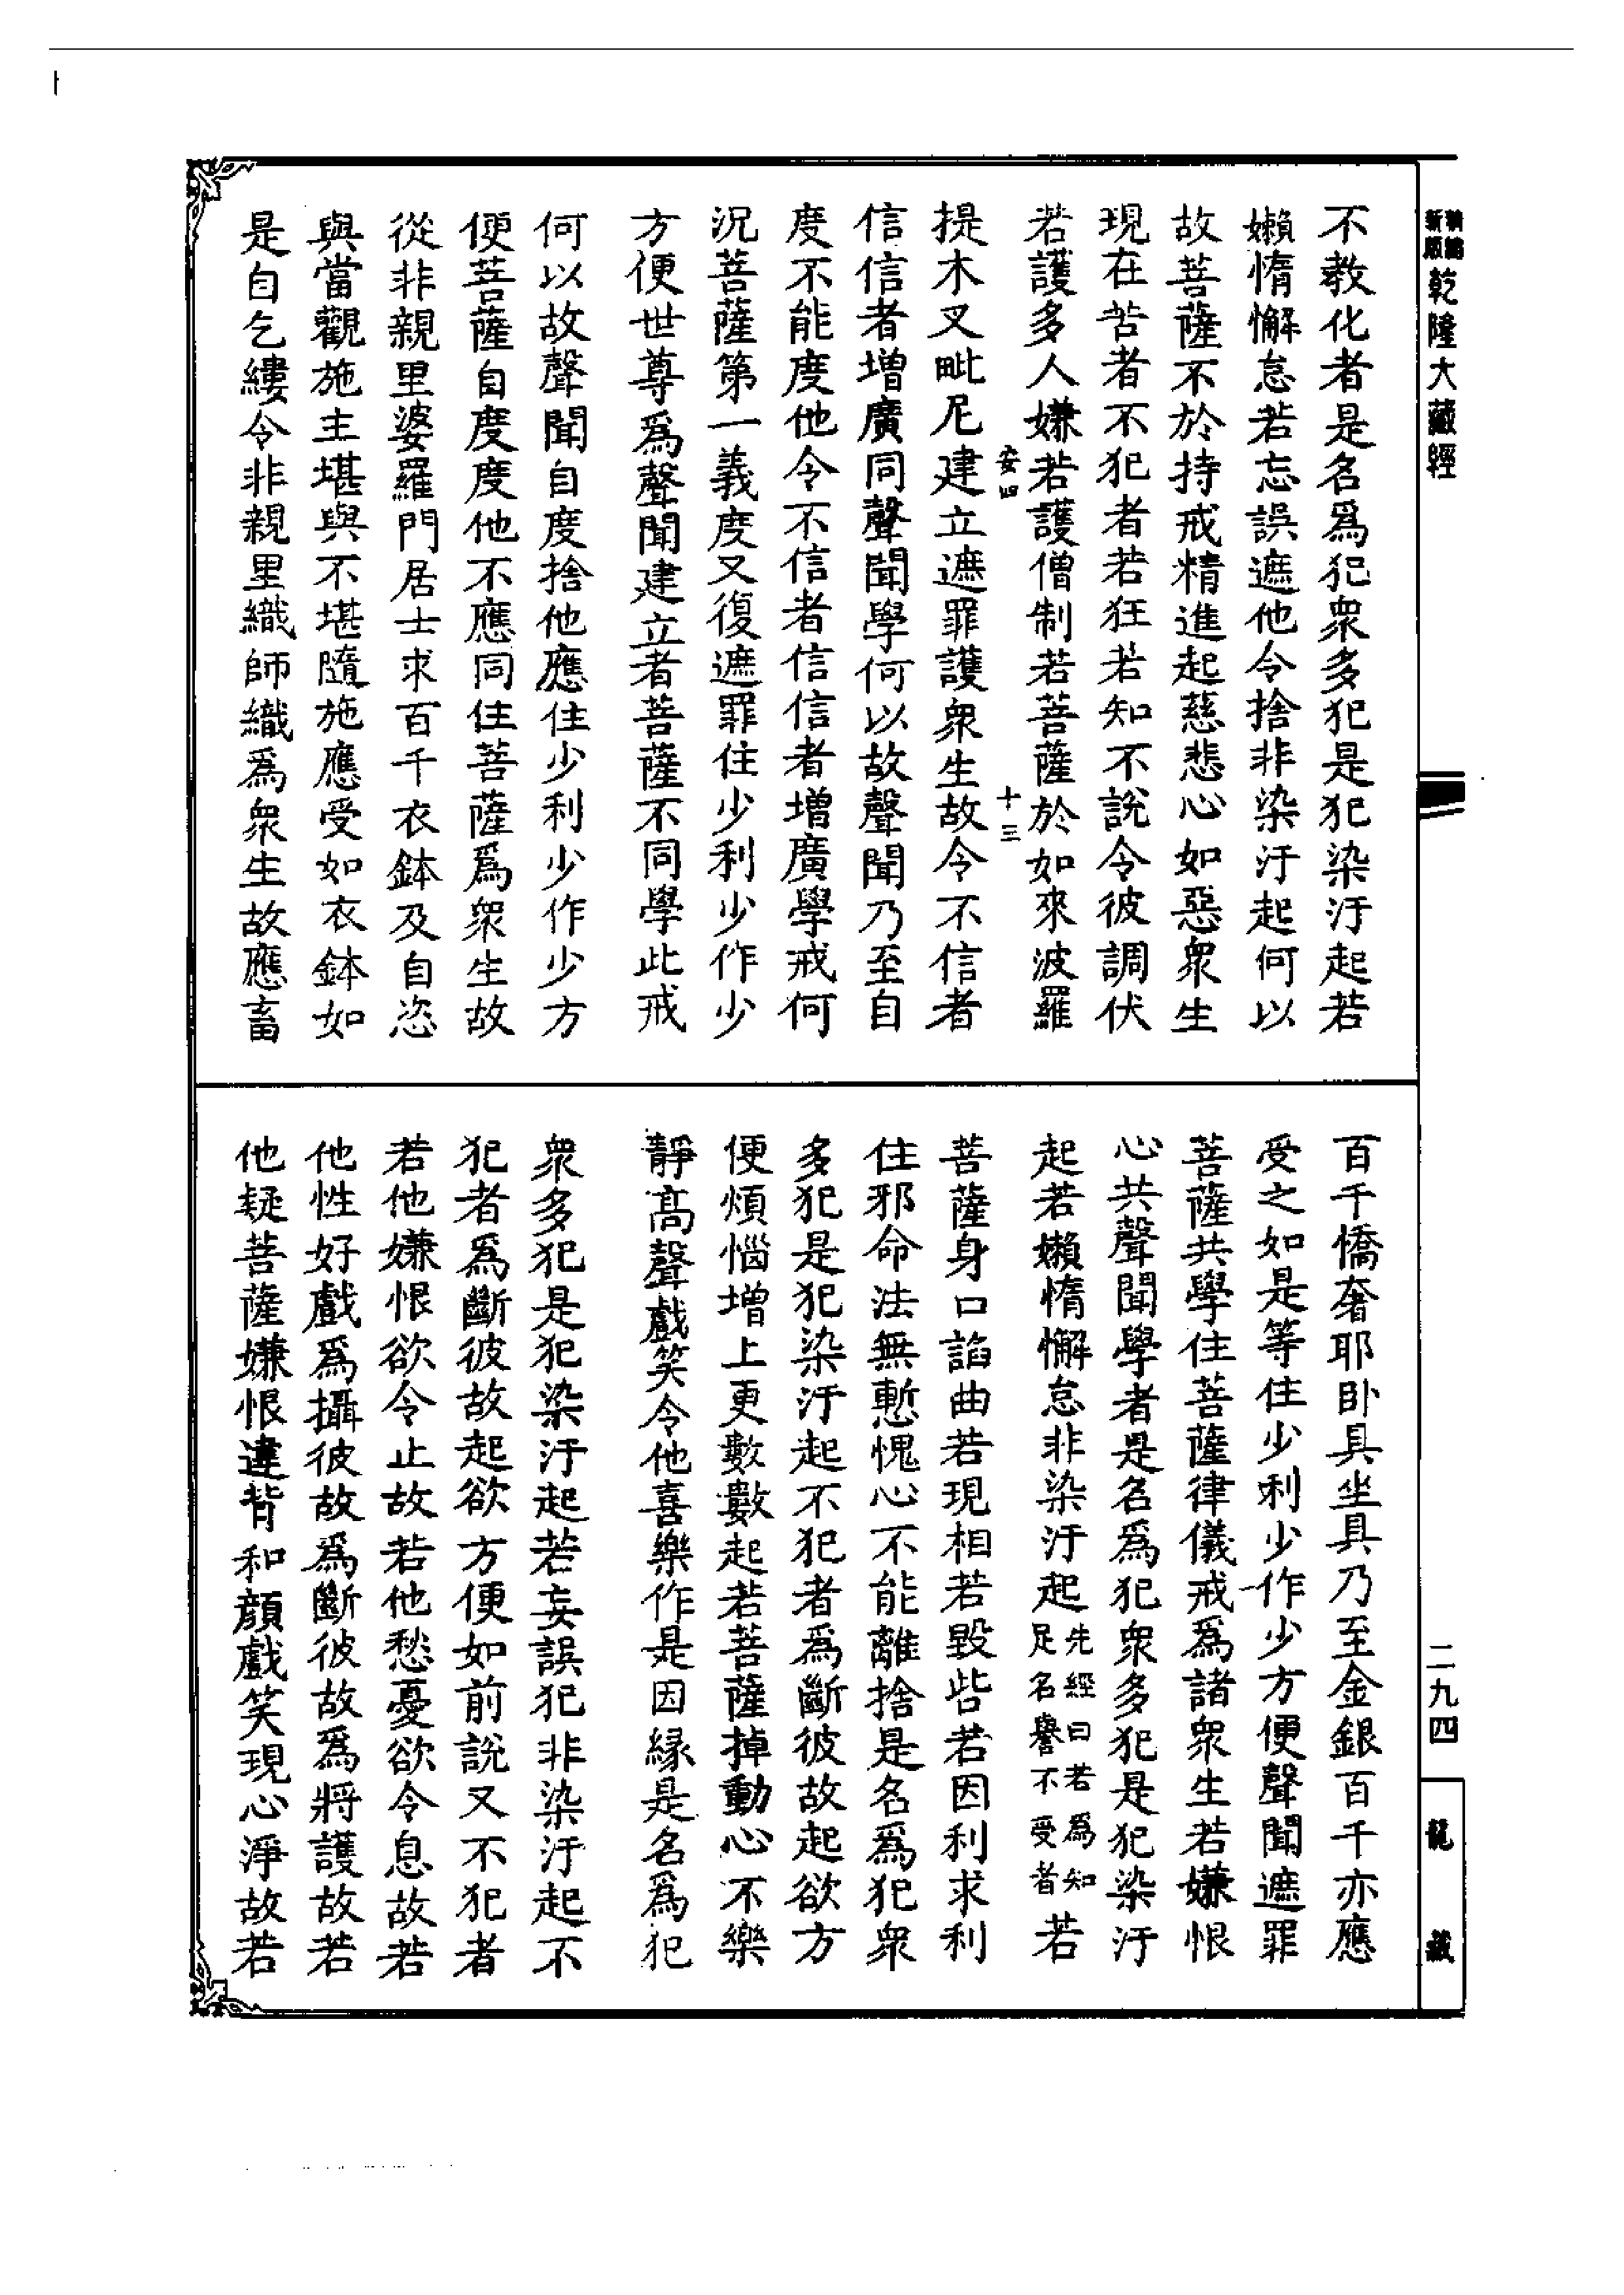 精編
新版
乾隆大藏經
不教化者是名爲犯衆多犯是犯染汙起若
嬾惰懈怠若忘誤遮他令捨非染汙起何以
故菩薩不於持戒精進起慈悲心如惡衆生
現在苦者不犯者若狂若知不說令彼調伏
若護多人嫌若護僧制若菩薩於如來波羅
安四
十三
提木叉毗尼建立遮罪護衆生故令不信者
信信者增廣同聲聞學何以故聲聞乃至自
度不能度他令不信者信信者增廣學戒何
況菩薩第一義度又復遮罪住少利少作少
方便世尊爲聲聞建立者菩薩不同學此戒
何以故聲聞自度捨他應住少利少作少方
便菩薩自度度他不應同住菩薩爲衆生故
從非親里婆羅門居士求百千衣鉢及自恣
與當觀施主堪與不堪隨施應受如衣鉢如
是自乞縷令非親里織師織爲衆生故應畜
百千憍奢耶卧具坐具乃至金銀百千亦應
受之如是等住少利少作少方便聲聞遮罪
菩薩共學住菩薩律儀戒爲諸衆生若嫌恨
心共聲聞學者是名爲犯衆多犯是犯染汙
起若嬾惰懈怠非染汙起先經曰若爲知足名譽不受者若
菩薩身口諂曲若現相若毀呰若因利求利
住邪命法無慙愧心不能離捨是名爲犯衆
多犯是犯染汙起不犯者爲斷彼故起欲方
便煩惱增上更數數起若菩薩掉動心不樂
靜高聲戲笑令他喜樂作是因緣是名爲犯
衆多犯是犯染汙起若妄誤犯非染汙起不
犯者爲斷彼故起欲方便如前說又不犯者
若他嫌恨欲令止故若他愁憂欲令息故若
他性好戲爲攝彼故爲斷彼故爲將護故若
他疑菩薩嫌恨違背和顏戲笑現心淨故若
二九四
龍藏